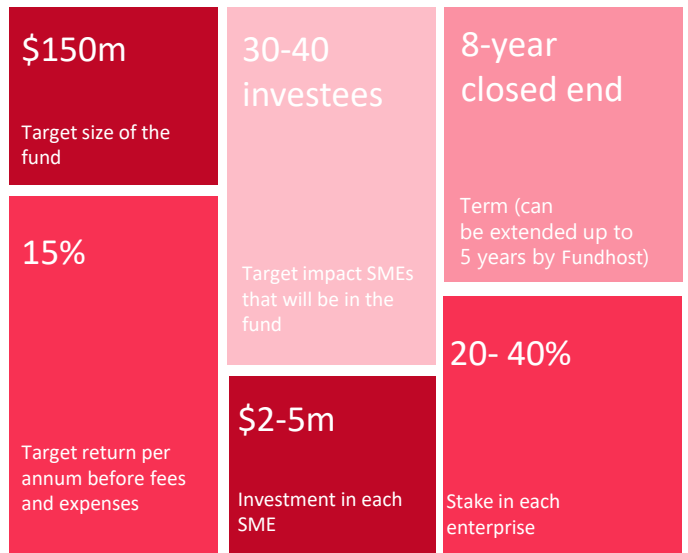 $150m
Target size of the
fund
30-40
investees
Target impact SMEs
that will be in the
fund
8-year
closed end
Term (can
be extended up to
5 years by Fundhost)
15%
Target return per
annum before fees
and expenses
$2-5m
Investment in each
SME
20- 40%
Stake in each
enterprise